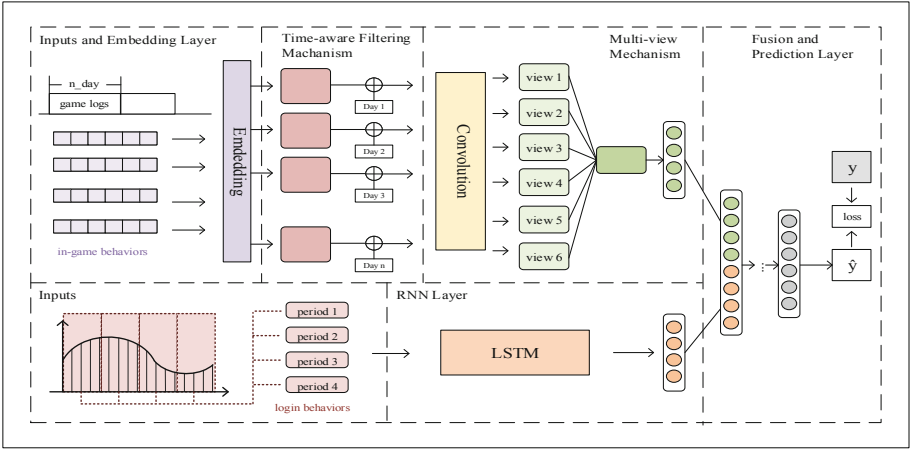 Inputs and Embedding Layer
n_day
game logs
in-game behaviors
Emdedding
Time-aware Filtering
Machanism
Day 1
Day 2
Day 3
Day n
Multi-view
Mechanism
Convolution
view 1
view 2
view 3
view 4
view 5
view 6
Fusion and
Prediction Layer
y
loss
ŷ
Inputs
period 1
period 2
period 3
period 4
login behaviors
RNN Layer
LSTM